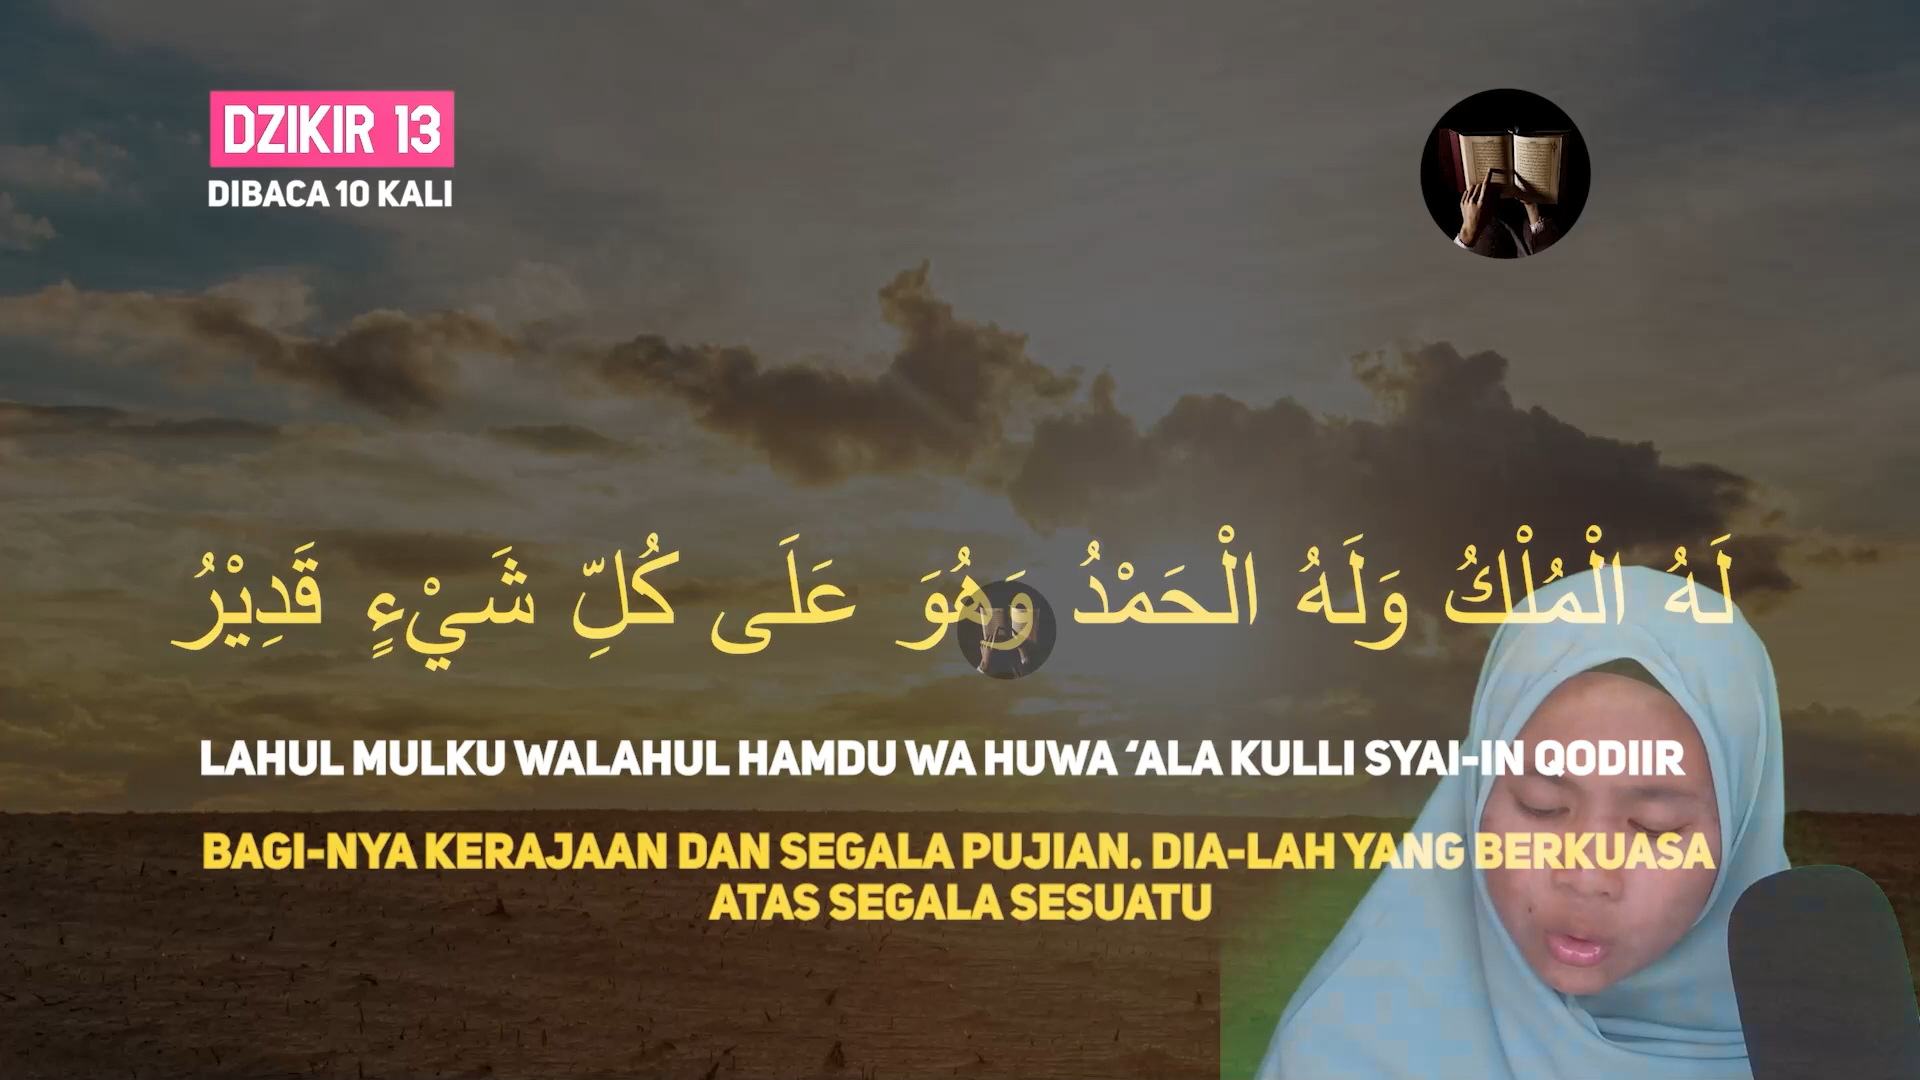 DZIKIR 13
DIBACA 10 KALI
لَهُ الْمُلْكُ وَلَهُ الْحَمْدُ وَهُوَ عَلَى كُلِّ شَيْءٍ قَدِيْرُ
LAHUL MULKU WALAHUL HAMDU WA HUWA ‘ALA KULLI SYAI-IN QODIIR
BAGI-NYA KERAJAAN DAN SEGALA PUJIAN. DIA-LAH YANG BERKUASA
ATAS SEGALA SESUATU